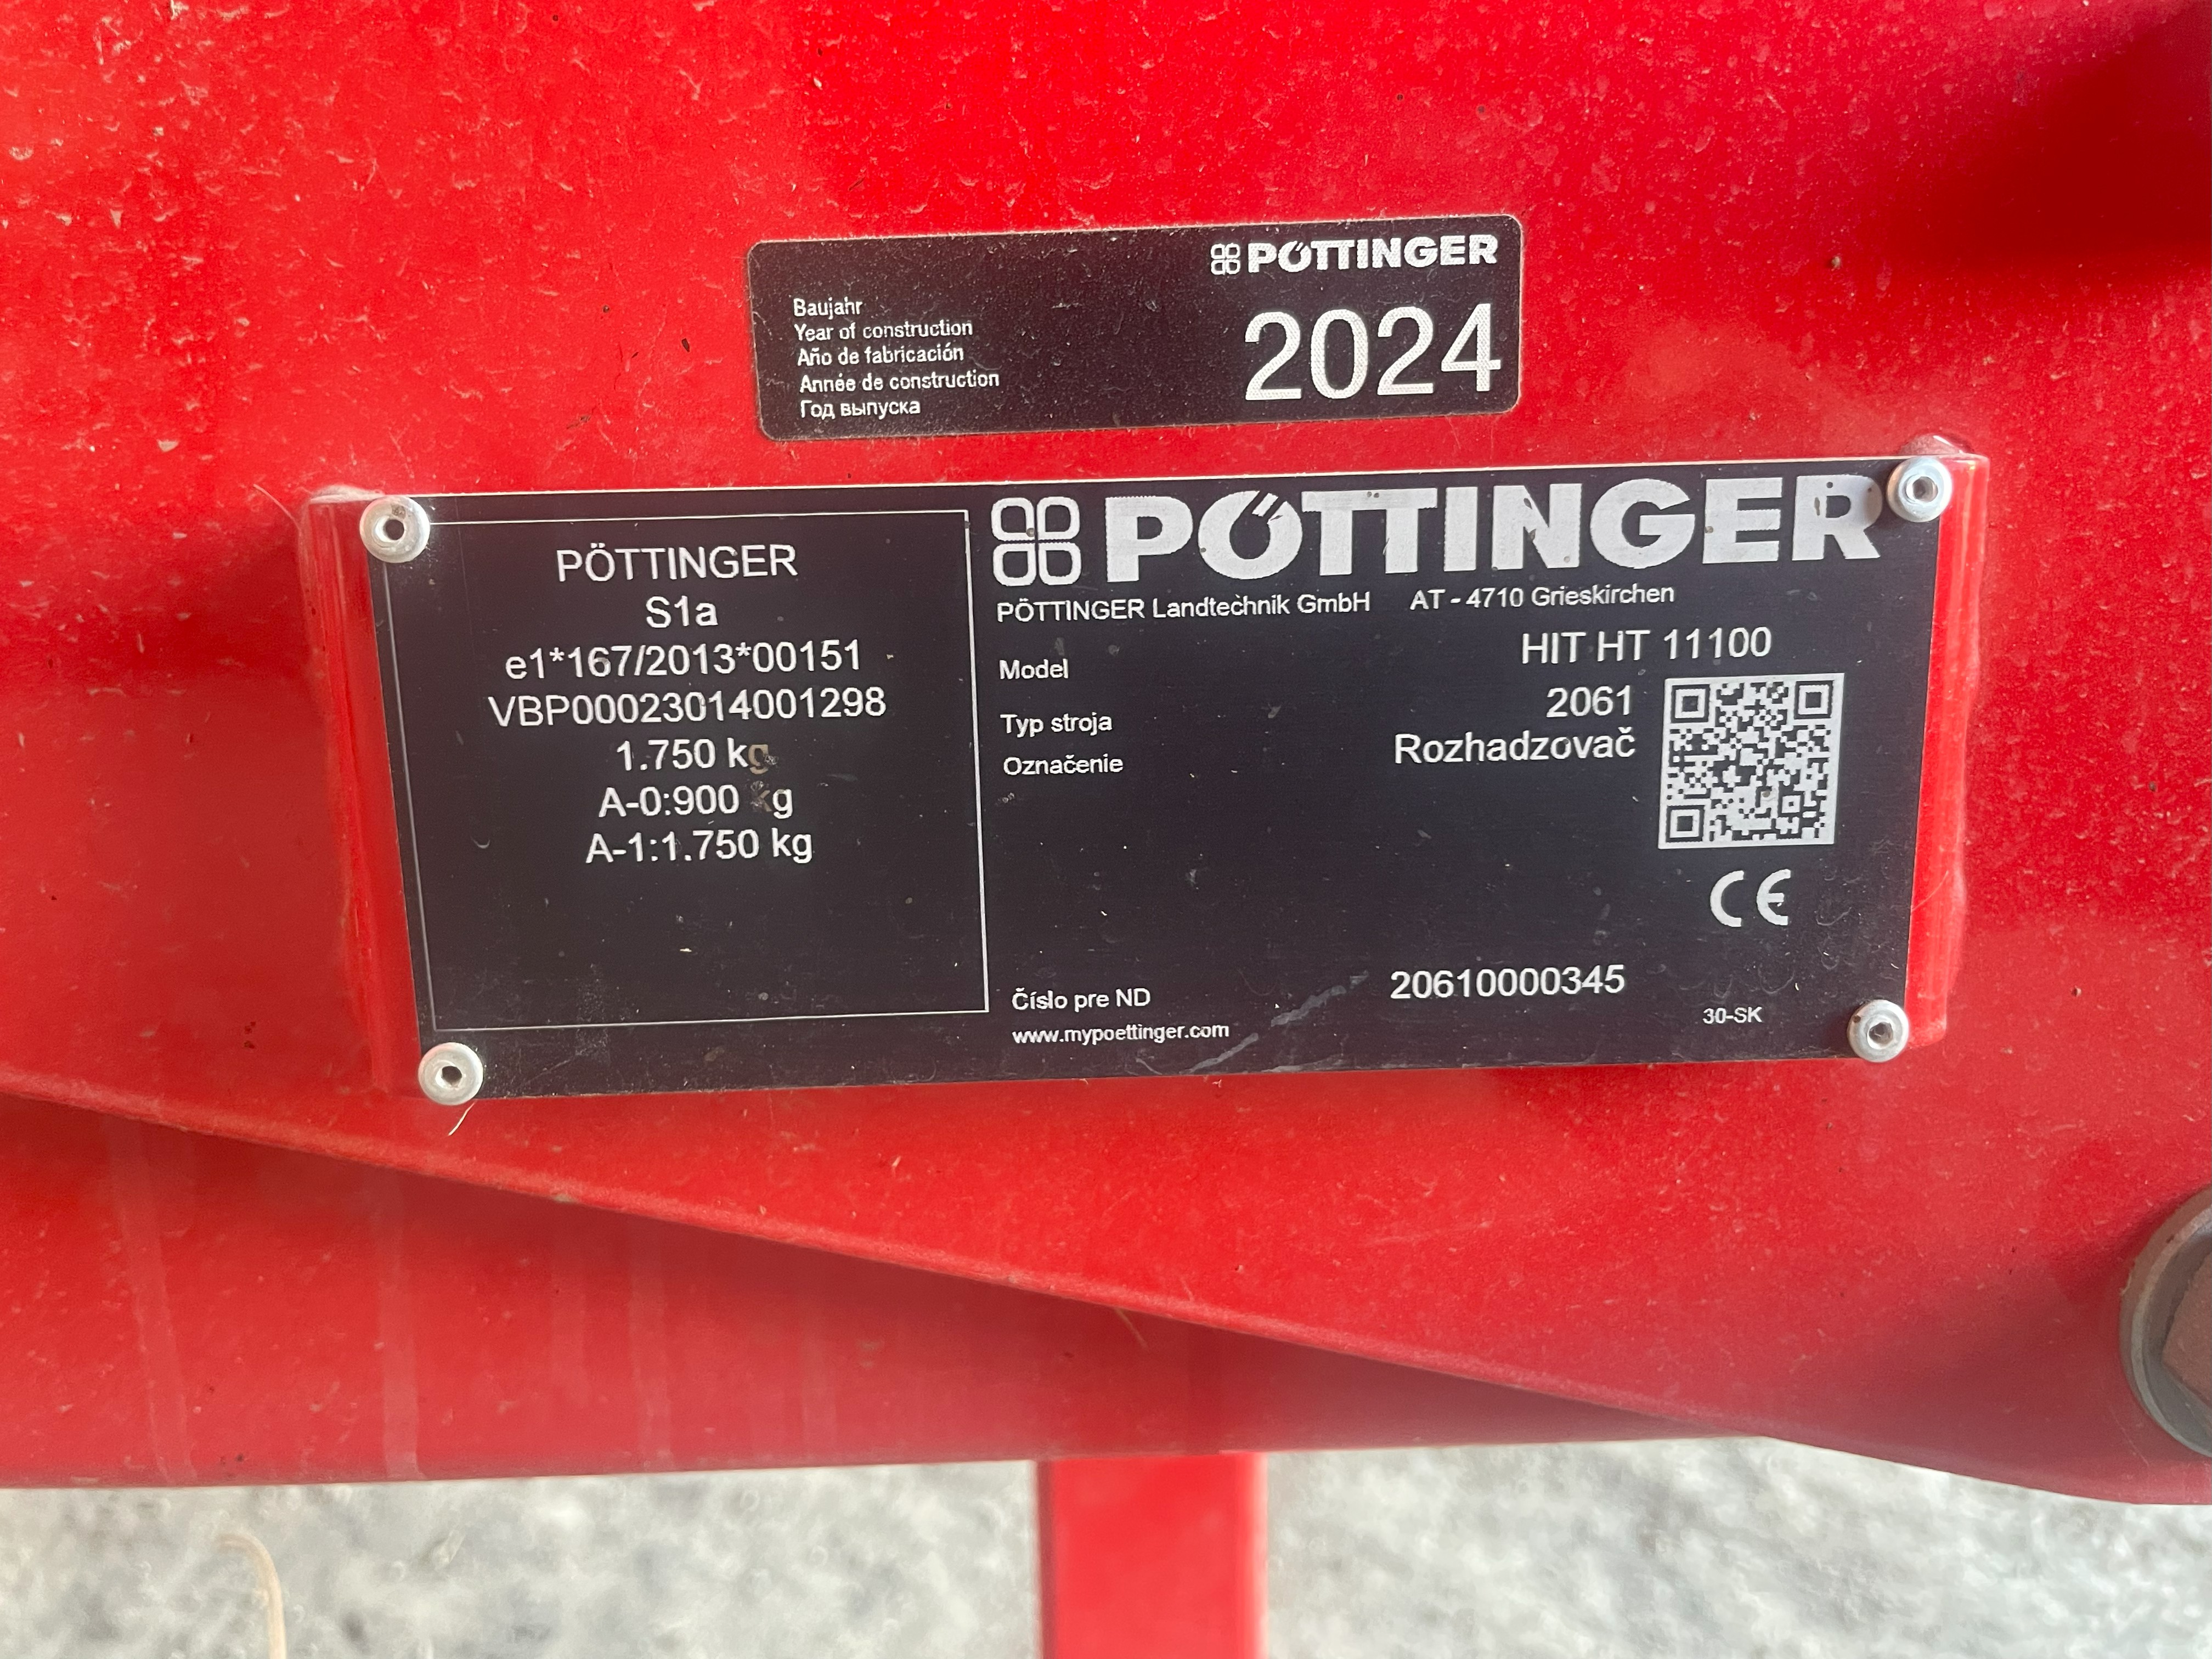 PÖTTINGER
Baujahr
Year of construction
Año de fabricación
Année de construction
Год выпуска
2024
PÖTTINGER
S1a
e1*167/2013*00151
VBP00023014001298
1.750 kg
A-0:900 kg
A-1:1.750 kg
PÖTTINGER
PÖTTINGER Landtechnik GmbH AT - 4710 Grieskirchen
Model HIT HT 11100
Typ stroja 2061
Označenie Rozhadzovač
CE
Číslo pre ND 20610000345
www.mypoettinger.com 30-SK